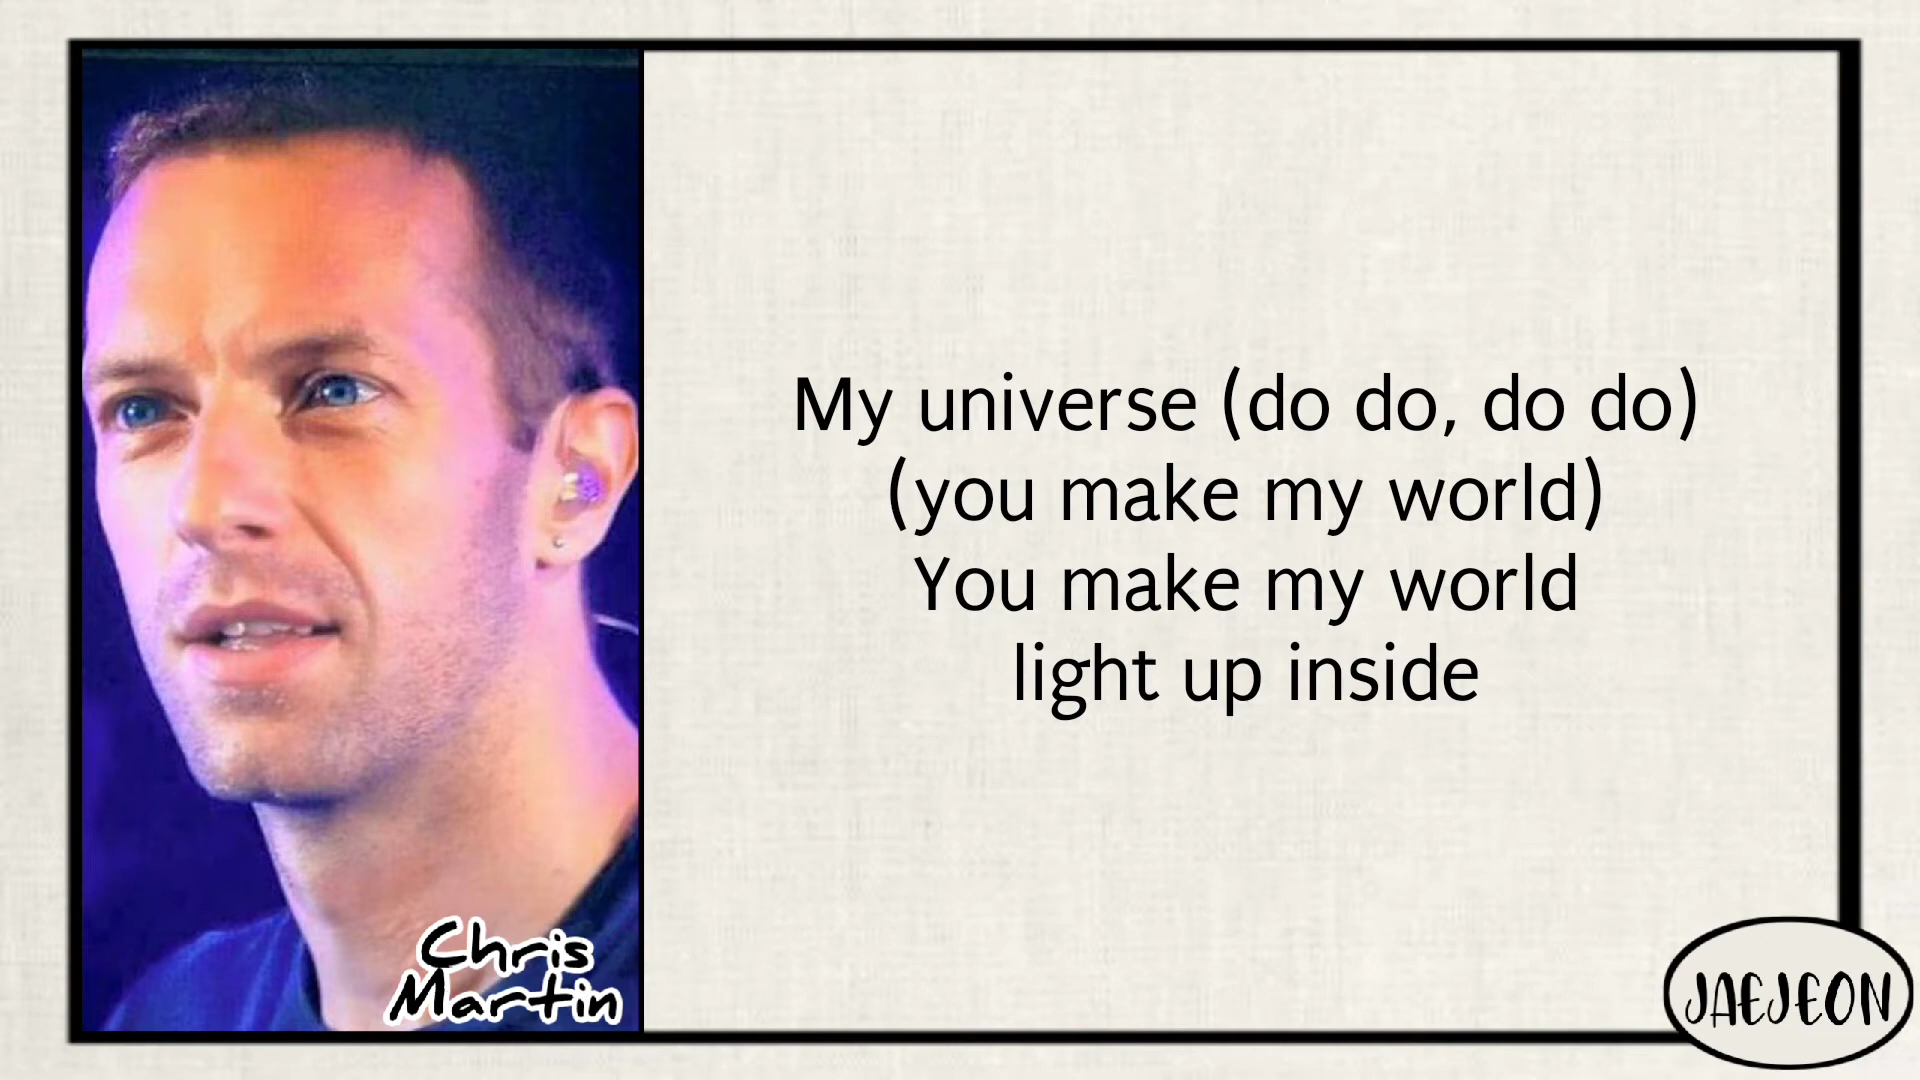 My universe (do do, do do)
(you make my world)
You make my world
light up inside
Chris
Martin
JAEJEON